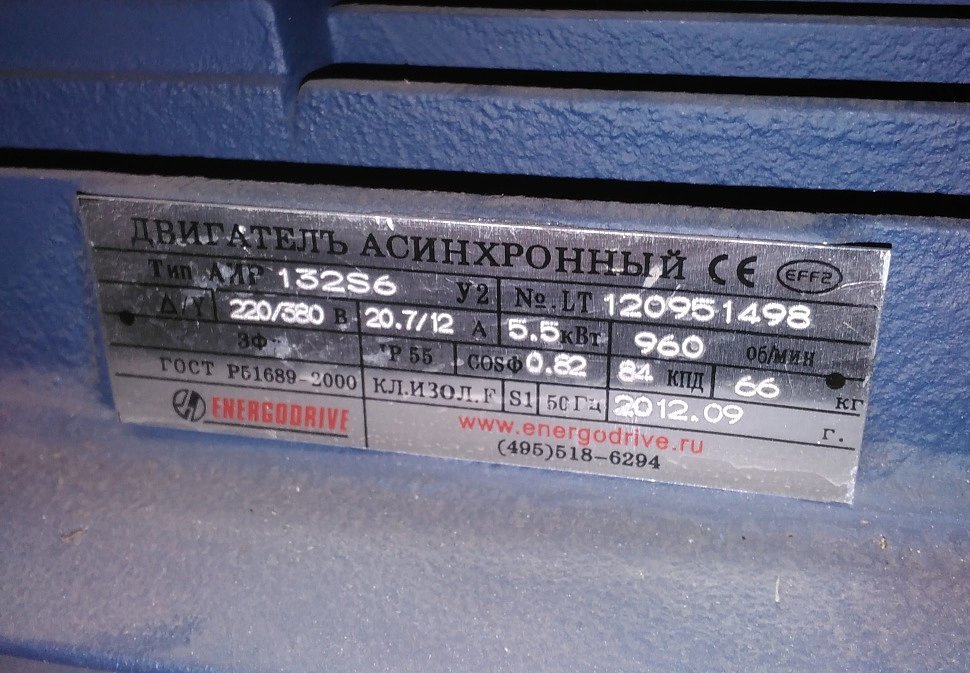 ДВИГАТЕЛЪ АСИНХРОННЫЙ CE EFF2
Тип АИР 132S6 У2 №.LT 120951498
Δ/Y 220/380 В 20.7/12 А 5.5кВт 960 Об/мин
3Ф~ IP 55 COSΦ 0.82 84 КПД 66 кг
ГОСТ Р51689-2000 КЛ.ИЗОЛ.F S1 50Гц 2012.09 г.
ENERGODRIVE www.energodrive.ru
(495)518-6294